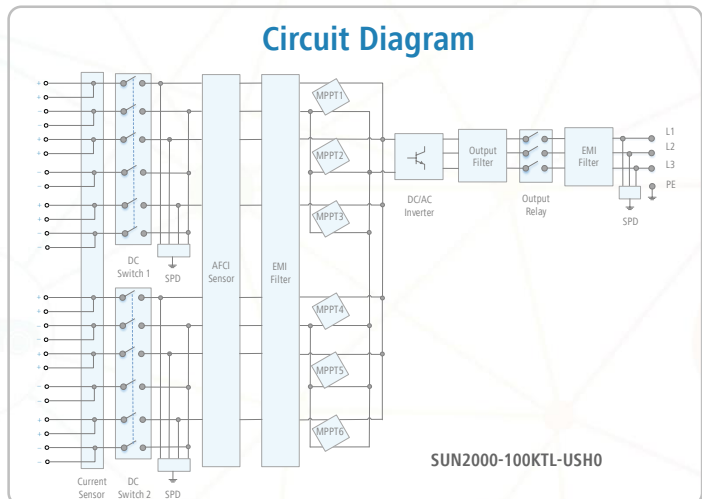 Circuit Diagram
+
+
−
−
+
+
−
−
+
+
−
−
DC
Switch 1
SPD
AFCI
Sensor
EMI
Filter
MPPT1
MPPT2
MPPT3
DC/AC
Inverter
Output
Filter
Output
Relay
EMI
Filter
SPD
L1
L2
L3
PE
+
+
−
−
+
+
−
−
+
+
−
−
MPPT4
MPPT5
MPPT6
Current
Sensor
DC
Switch 2
SPD
SUN2000-100KTL-USH0